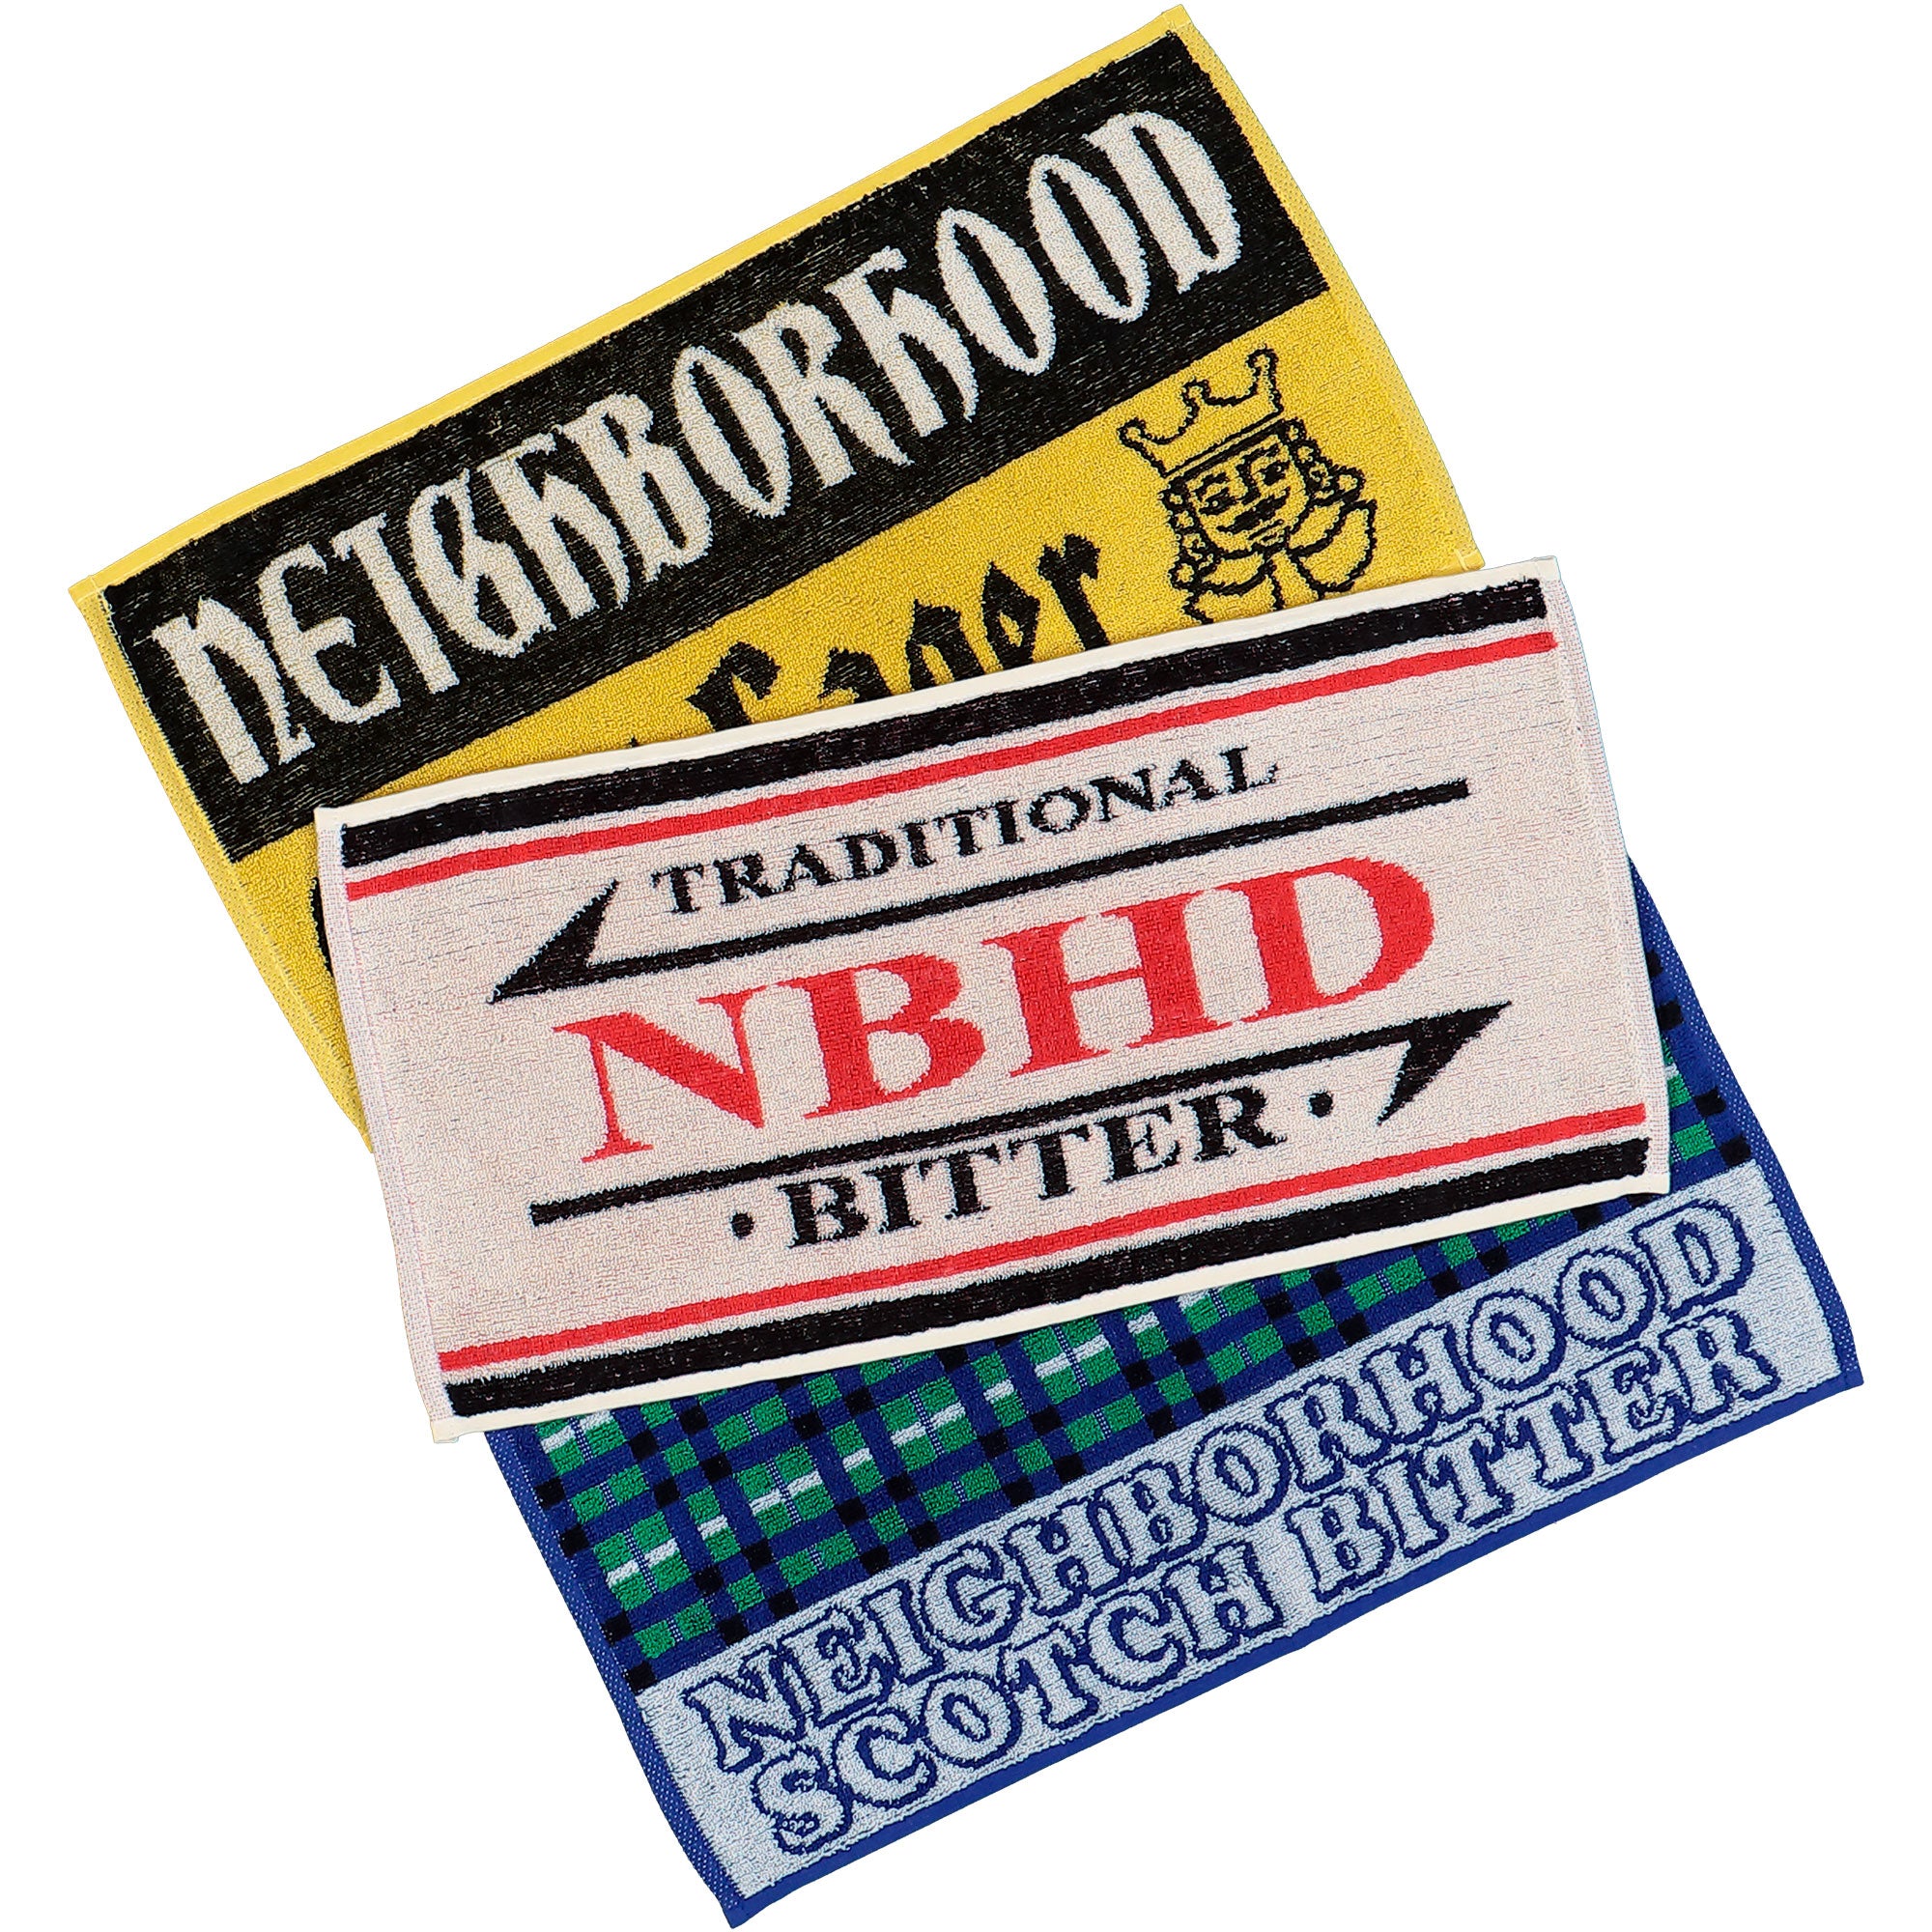 NEIGHBORHOOD
Lager
TRADITIONAL
NBHD
·BITTER·
NEIGHBORHOOD
SCOTCH BITTER